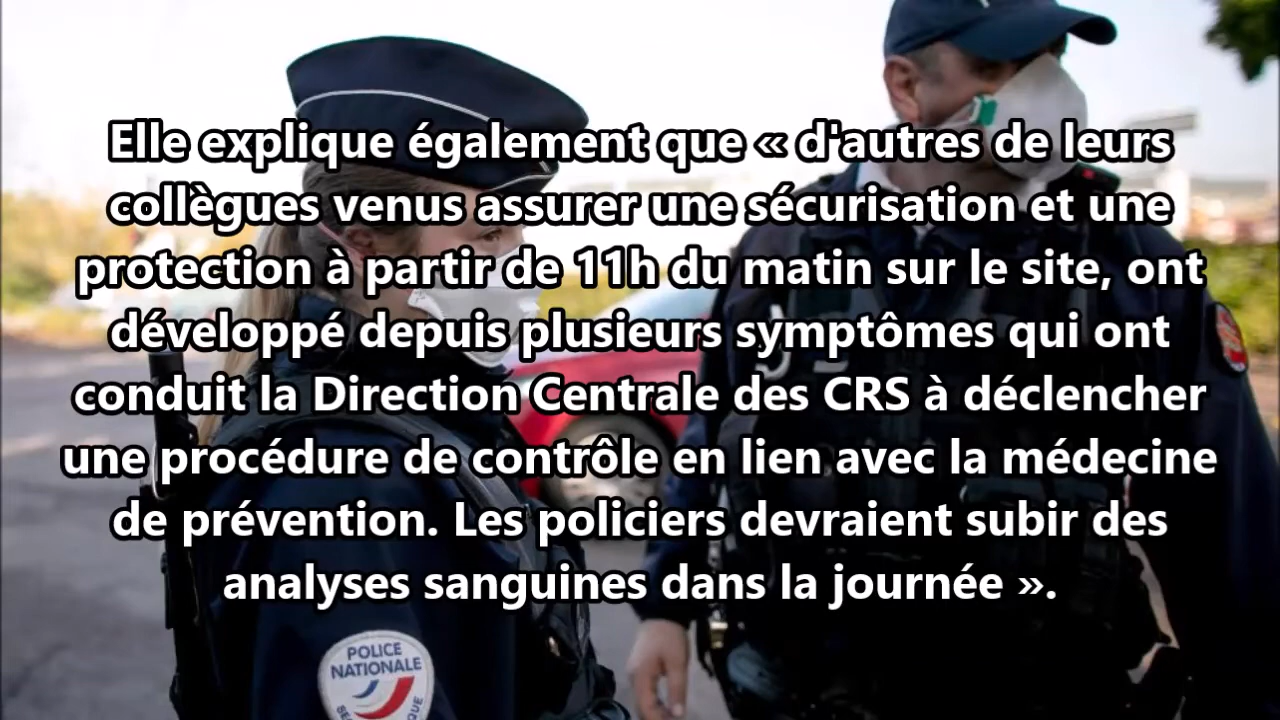 Elle explique également que « d'autres de leurs
collègues venus assurer une sécurisation et une
protection à partir de 11h du matin sur le site, ont
développé depuis plusieurs symptômes qui ont
conduit la Direction Centrale des CRS à déclencher
une procédure de contrôle en lien avec la médecine
de prévention. Les policiers devraient subir des
analyses sanguines dans la journée ».
POLICE
NATIONALE